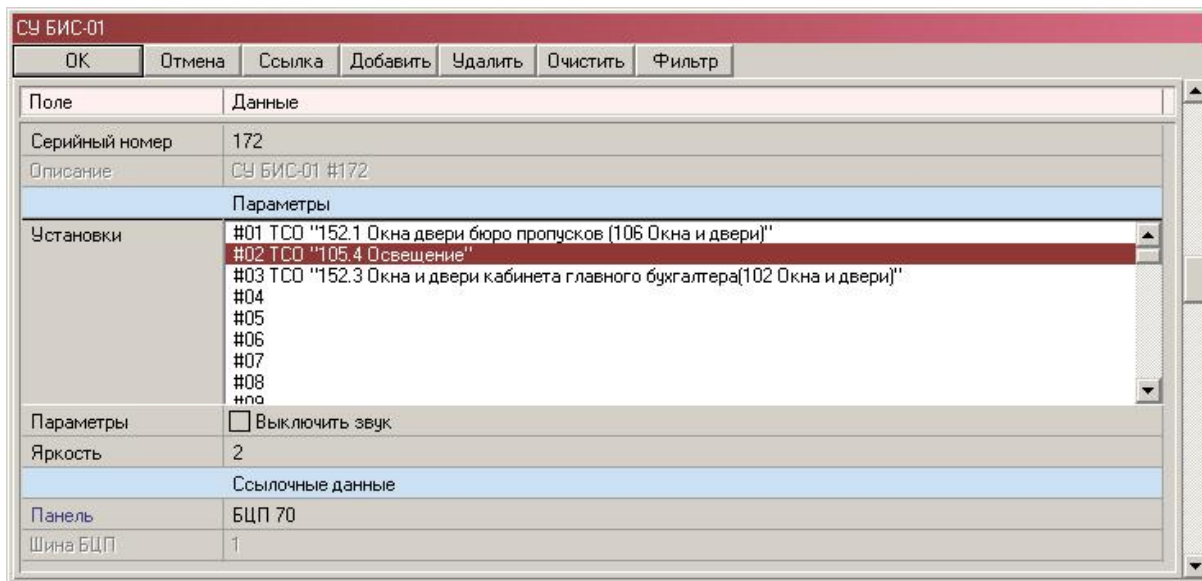 СУ БИС-01
ОК Отмена Ссылка Добавить Удалить Очистить Фильтр
Поле Данные
Серийный номер 172
Описание СУ БИС-01 #172
Параметры
Установки #01 ТСО "152.1 Окна двери бюро пропусков (106 Окна и двери)"
#02 ТСО "105.4 Освещение"
#03 ТСО "152.3 Окна и двери кабинета главного бухгалтера(102 Окна и двери)"
#04
#05
#06
#07
#08
#09
Параметры Выключить звук
Яркость 2
Ссылочные данные
Панель БЦП 70
Шина БЦП 1